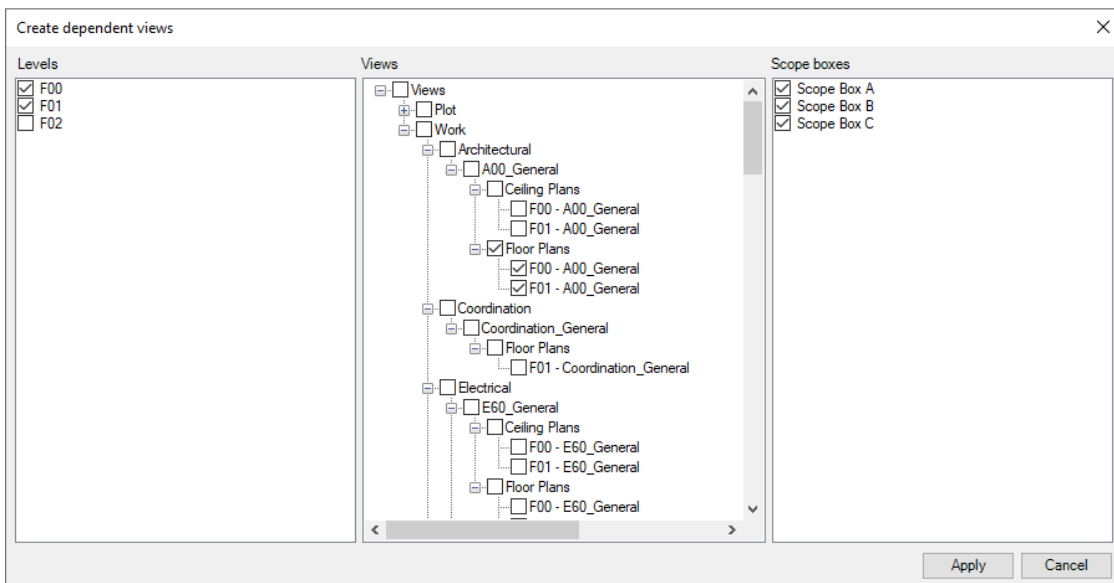 Create dependent views
Levels
F00
F01
F02
Views
Views
Plot
Work
Architectural
A00_General
Ceiling Plans
F00 - A00_General
F01 - A00_General
Floor Plans
F00 - A00_General
F01 - A00_General
Coordination
Coordination_General
Floor Plans
F01 - Coordination_General
Electrical
E60_General
Ceiling Plans
F00 - E60_General
F01 - E60_General
Floor Plans
F00 - E60_General
Scope boxes
Scope Box A
Scope Box B
Scope Box C
Apply
Cancel